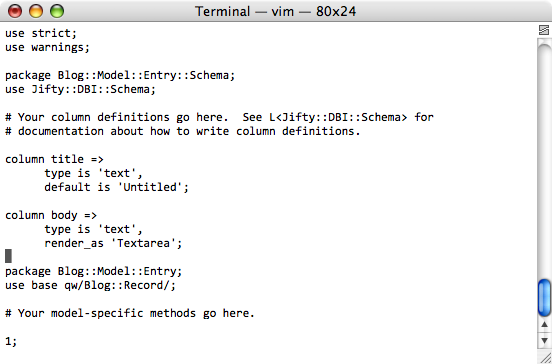 Terminal — vim — 80x24
use strict;
use warnings;
package Blog::Model::Entry::Schema;
use Jifty::DBI::Schema;
# Your column definitions go here.  See L<Jifty::DBI::Schema> for
# documentation about how to write column definitions.
column title =>
      type is 'text',
      default is 'Untitled';
column body =>
      type is 'text',
      render_as 'Textarea';
package Blog::Model::Entry;
use base qw/Blog::Record/;
# Your model-specific methods go here.
1;